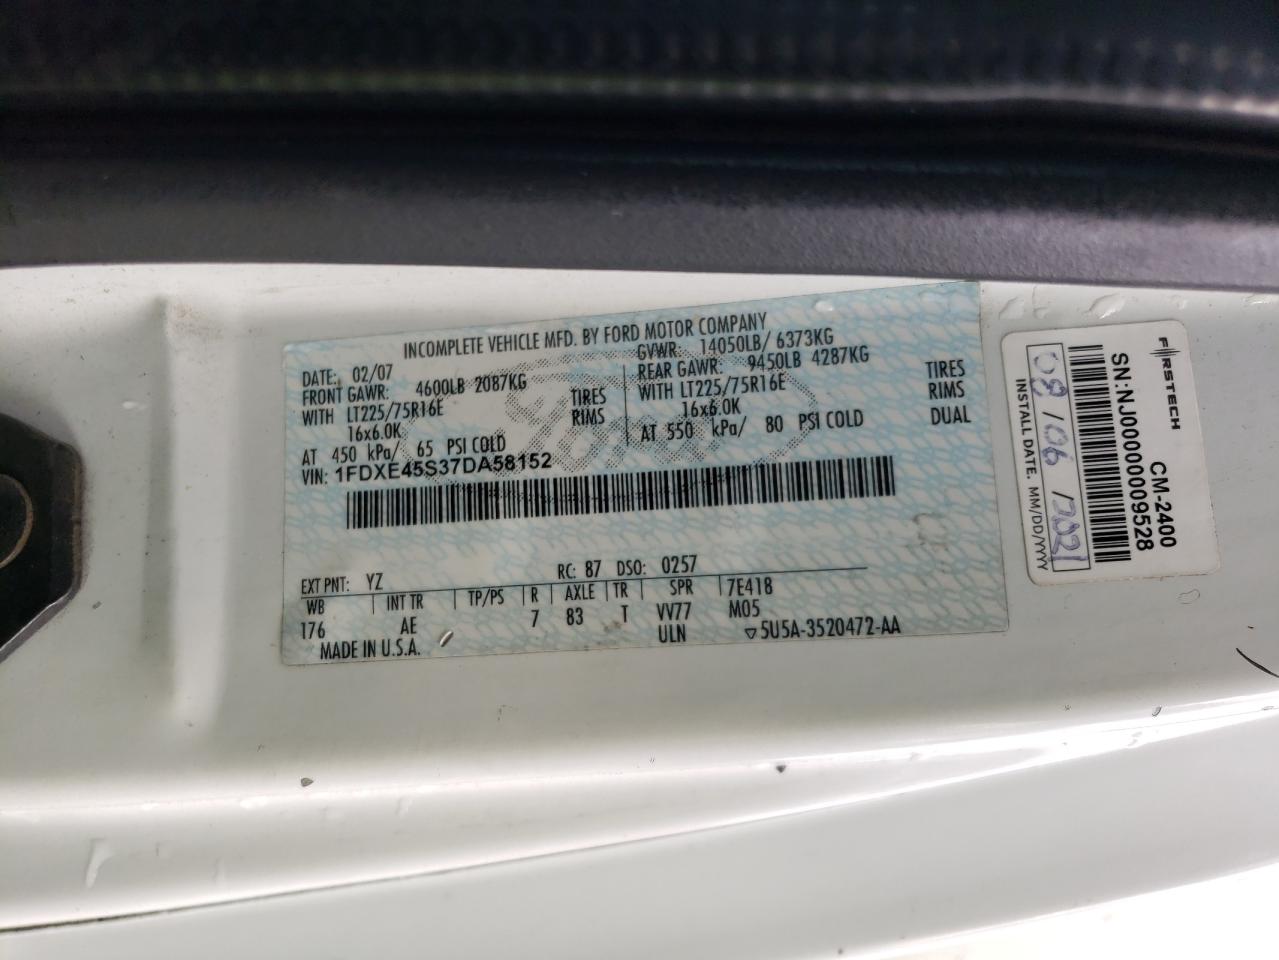 INCOMPLETE VEHICLE MFD. BY FORD MOTOR COMPANY
DATE: 02/07
GVWR: 14050LB/ 6373KG
FRONT GAWR: 4600LB 2087KG
REAR GAWR: 9450LB 4287KG
WITH LT225/75R16E TIRES
WITH LT225/75R16E TIRES
16x6.0K RIMS
16x6.0K RIMS
AT 450 kPa/ 65 PSI COLD
AT 550 kPa/ 80 PSI COLD DUAL
VIN: 1FDXE45S37DA58152
EXT PNT: YZ RC: 87 DSO: 0257
WB INT TR TP/PS R AXLE TR SPR 7E418
176 AE 7 83 T VV77 M05
ULN ▽5U5A-3520472-AA
MADE IN U.S.A.
FIRSTECH CM-2400
SN:NJ0000009528
08/06/2021
INSTALL DATE. MM/DD/YYYY